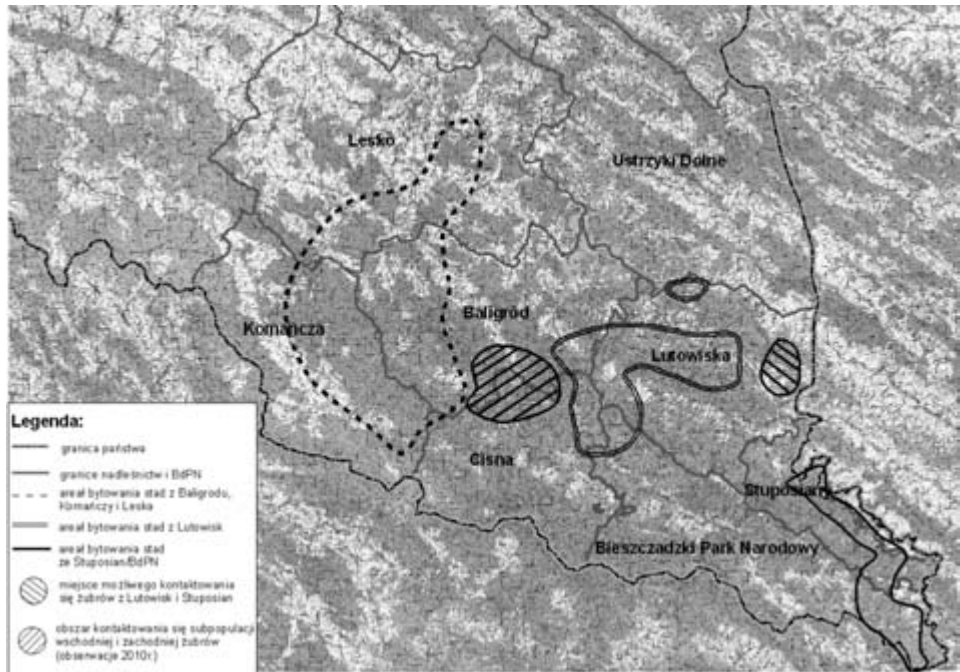 Lesko
Ustrzyki Dolne
Baligród
Komańcza
Lutowiska
Cisna
Stuposiany
Bieszczadzki Park Narodowy
Legenda:
granica państwa
granice nadleśnictw i BdPN
areał bytowania stad z Baligrodu,
Komańczy i Leska
areał bytowania stad z Lutowisk
areał bytowania stad
ze Stuposian/BdPN
miejsce możliwego kontaktowania
się żubrów z Lutowisk i Stuposian
obszar kontaktowania się subpopulacji
wschodniej i zachodniej żubrów
(obserwacje 2010r.)